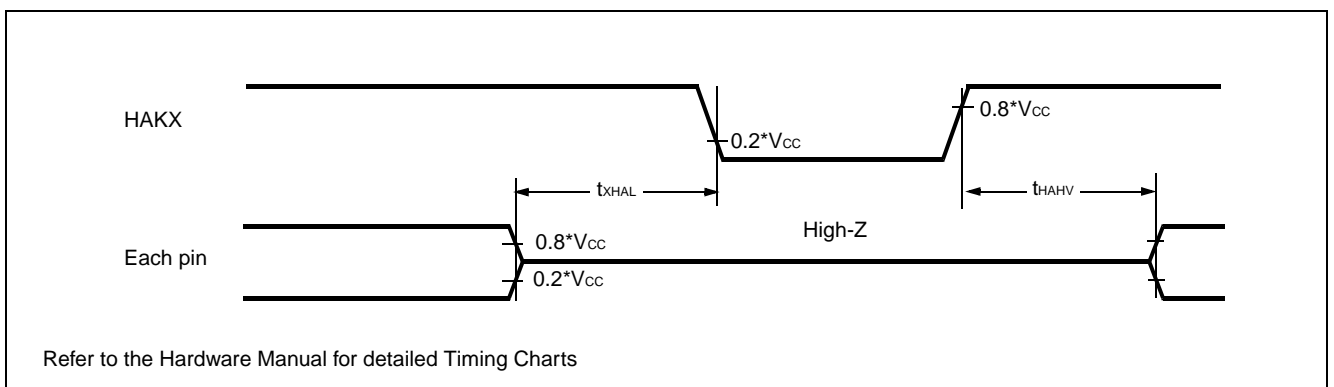 HAKX
0.8*VCC
0.2*VCC
tXHAL
tHAHV
High-Z
Each pin
0.8*VCC
0.2*VCC
Refer to the Hardware Manual for detailed Timing Charts